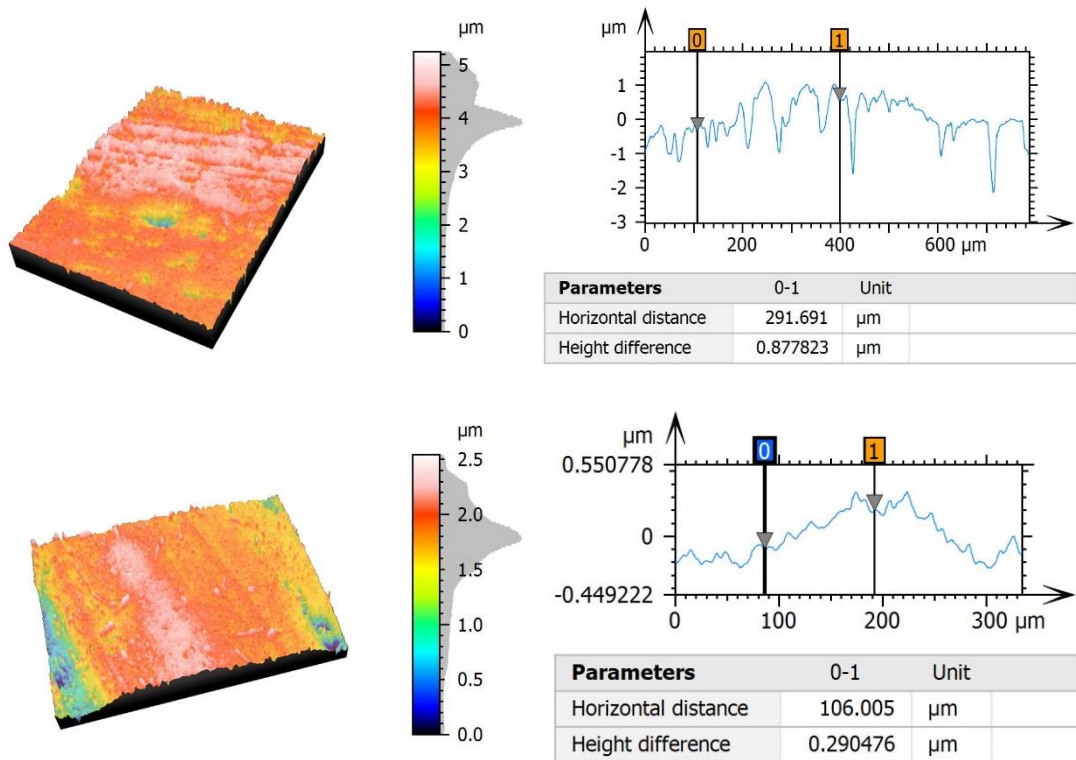 µm
5
4
3
2
1
0
0 1
1
0
-1
-2
-3
0 200 400 600 µm
Parameters 0-1 Unit
Horizontal distance 291.691 µm
Height difference 0.877823 µm
µm
2.5
2.0
1.5
1.0
0.5
0.0
µm
0 1
0.550778
0
-0.449222
0 100 200 300 µm
Parameters 0-1 Unit
Horizontal distance 106.005 µm
Height difference 0.290476 µm